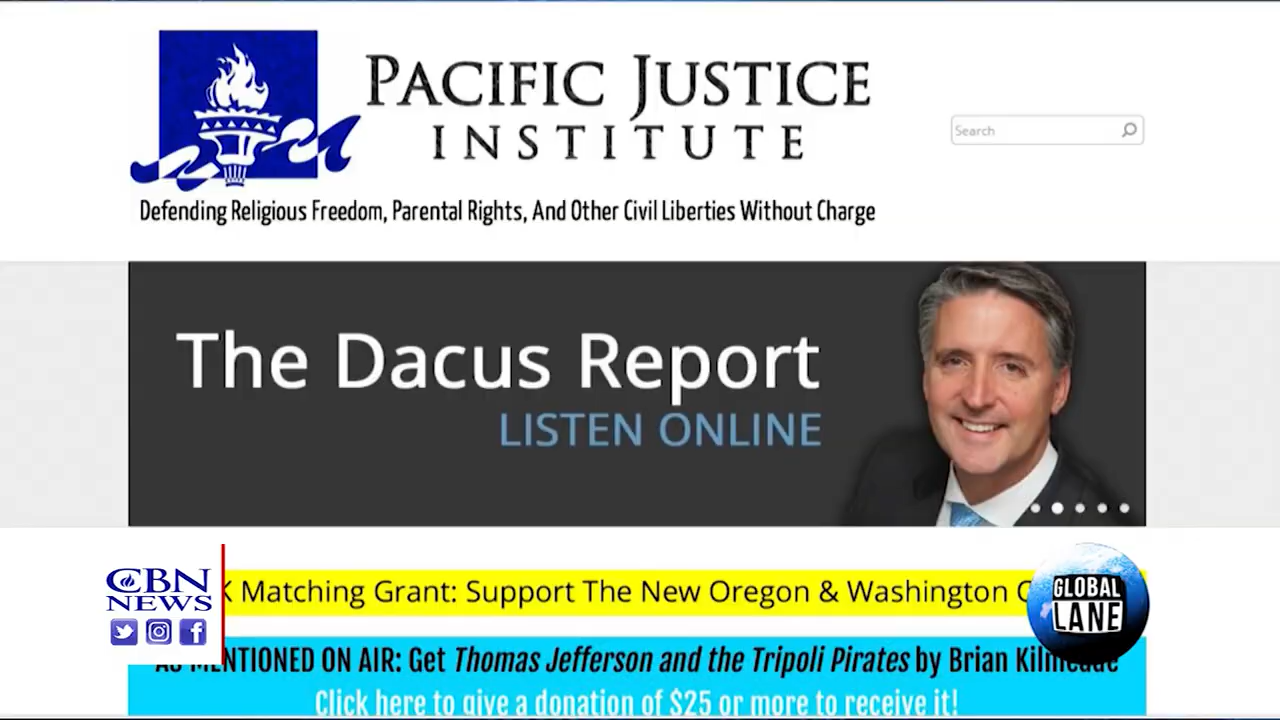 PACIFIC JUSTICE
INSTITUTE
Search
Defending Religious Freedom, Parental Rights, And Other Civil Liberties Without Charge
The Dacus Report
LISTEN ONLINE
CBN
NEWS
Matching Grant: Support The New Oregon & Washington
GLOBAL
LANE
AS MENTIONED ON AIR: Get Thomas Jefferson and the Tripoli Pirates by Brian Kilmeade
Click here to give a donation of $25 or more to receive it!